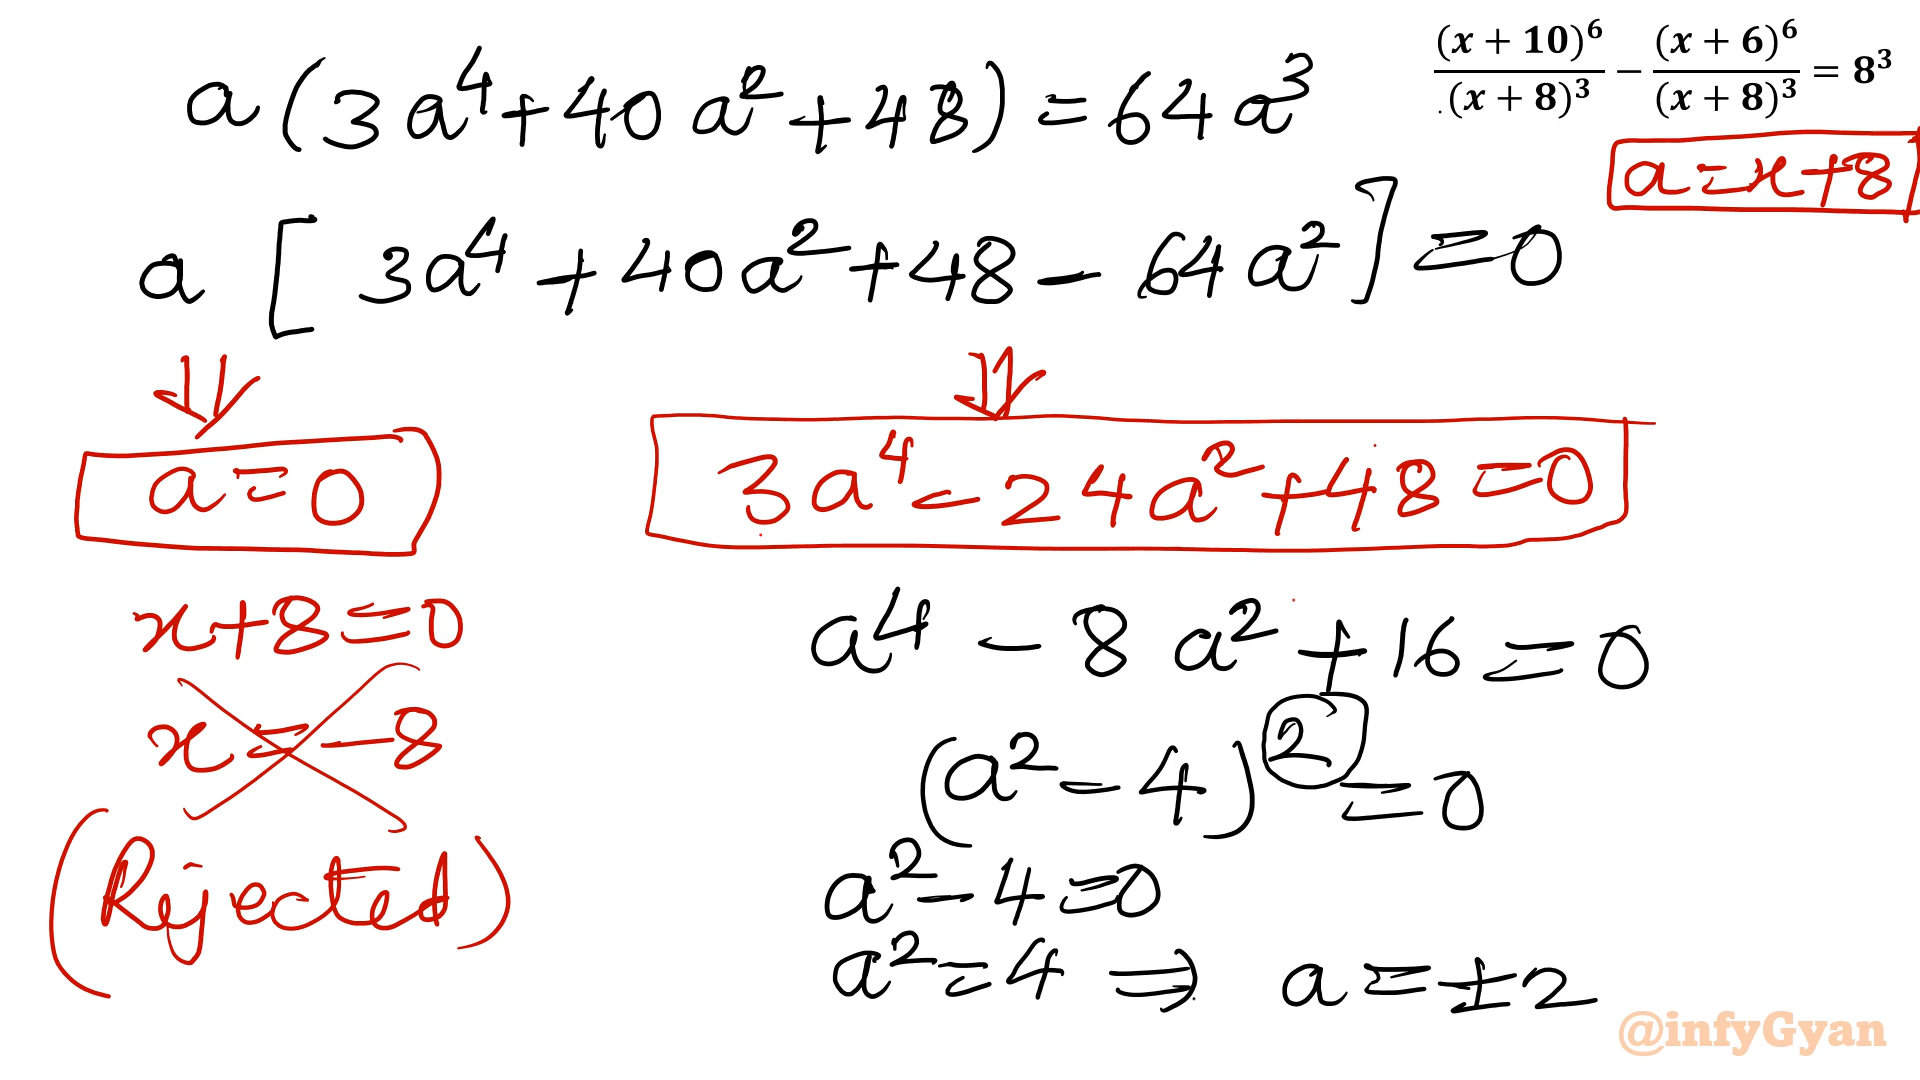 a(3a⁴+40a²+48)=64a³
(x + 10)⁶/(x + 8)³ − (x + 6)⁶/(x + 8)³ = 8³
a=x+8
a[3a⁴+40a²+48−64a²]=0
a=0
3a⁴−24a²+48=0
x+8=0
a⁴−8a²+16=0
x=−8
(a²−4)²=0
(Rejected)
a²−4=0
a²=4 ⇒ a=±2
@infyGyan